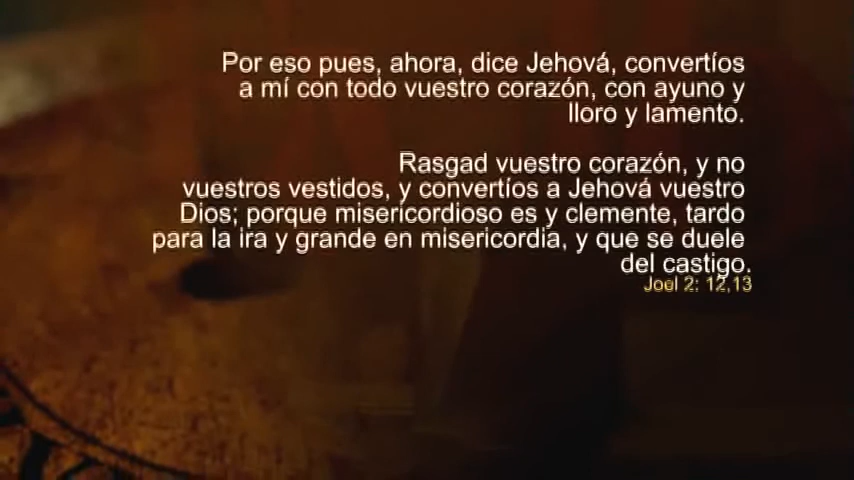 Por eso pues, ahora, dice Jehová, convertíos
a mí con todo vuestro corazón, con ayuno y
lloro y lamento.
Rasgad vuestro corazón, y no
vuestros vestidos, y convertíos a Jehová vuestro
Dios; porque misericordioso es y clemente, tardo
para la ira y grande en misericordia, y que se duele
del castigo.
Joel 2: 12,13